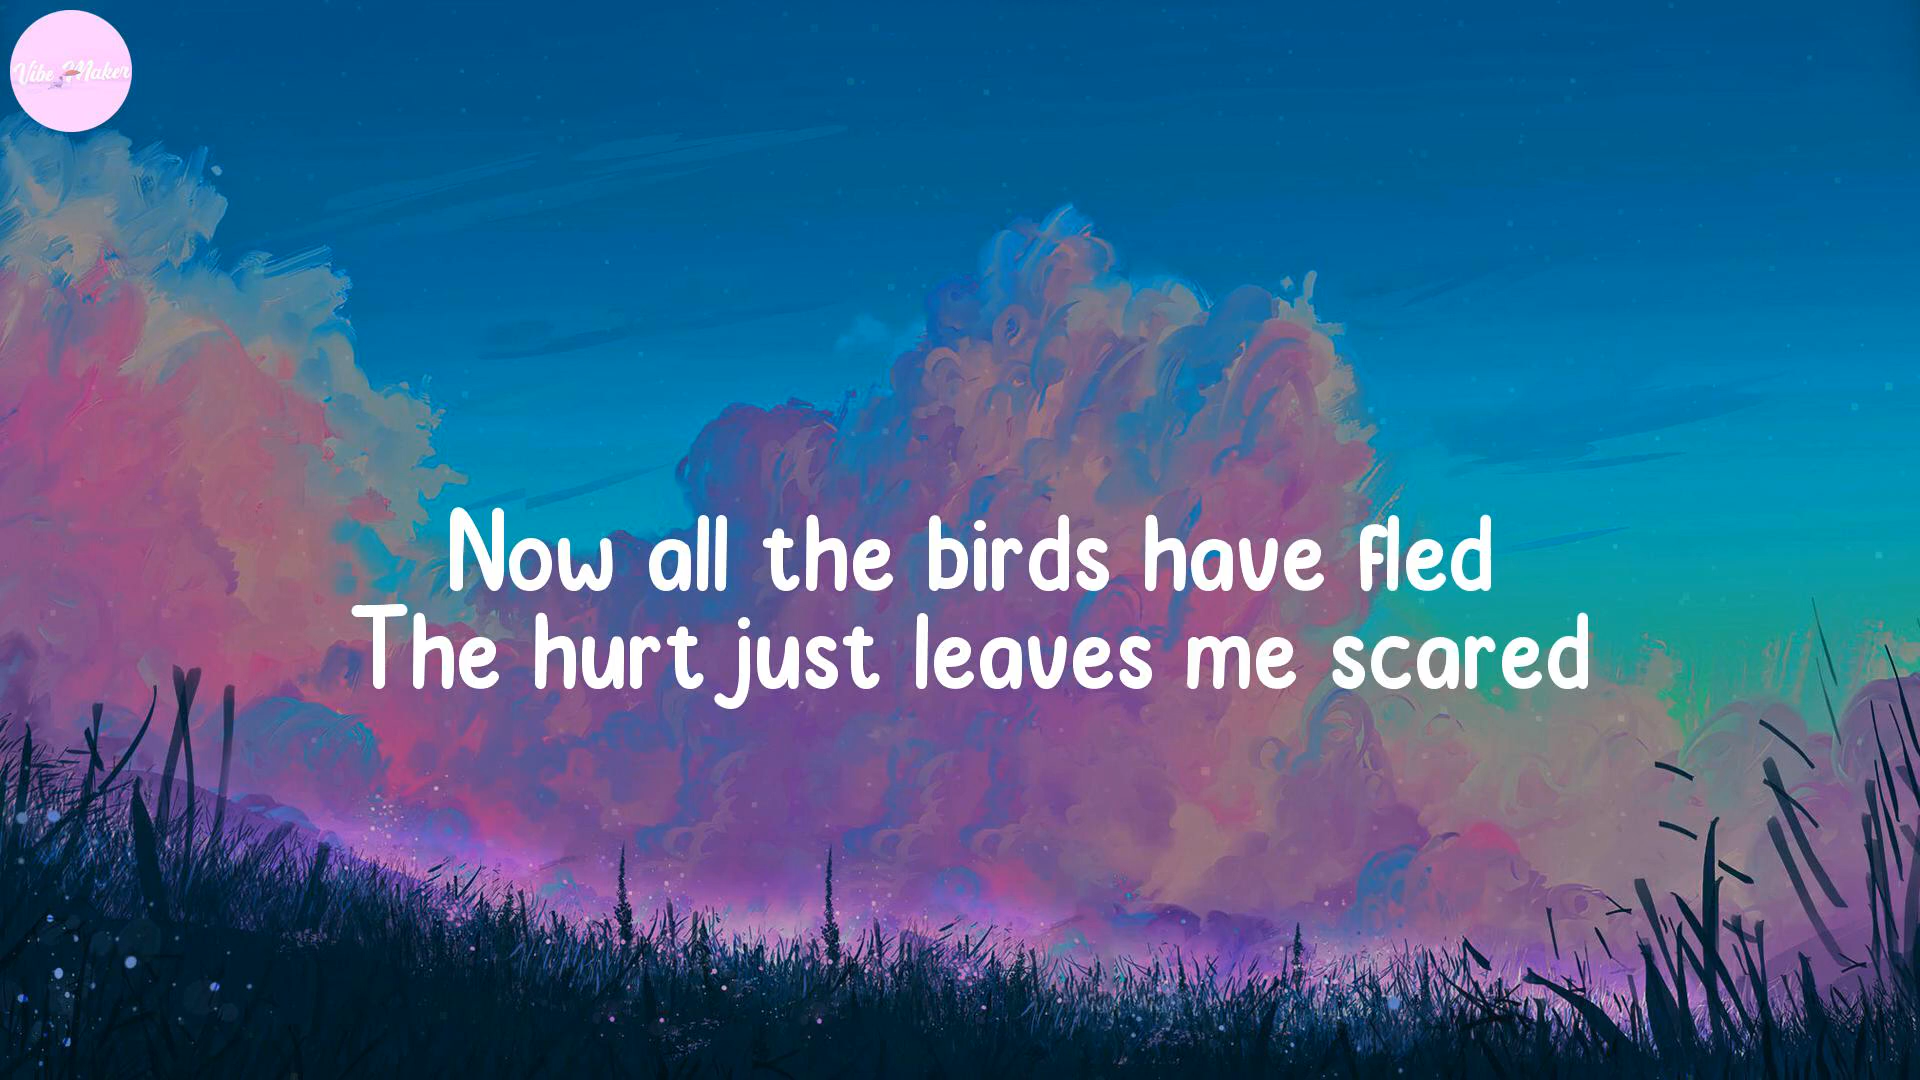 Vibe Maker
Now all the birds have fled
The hurt just leaves me scared